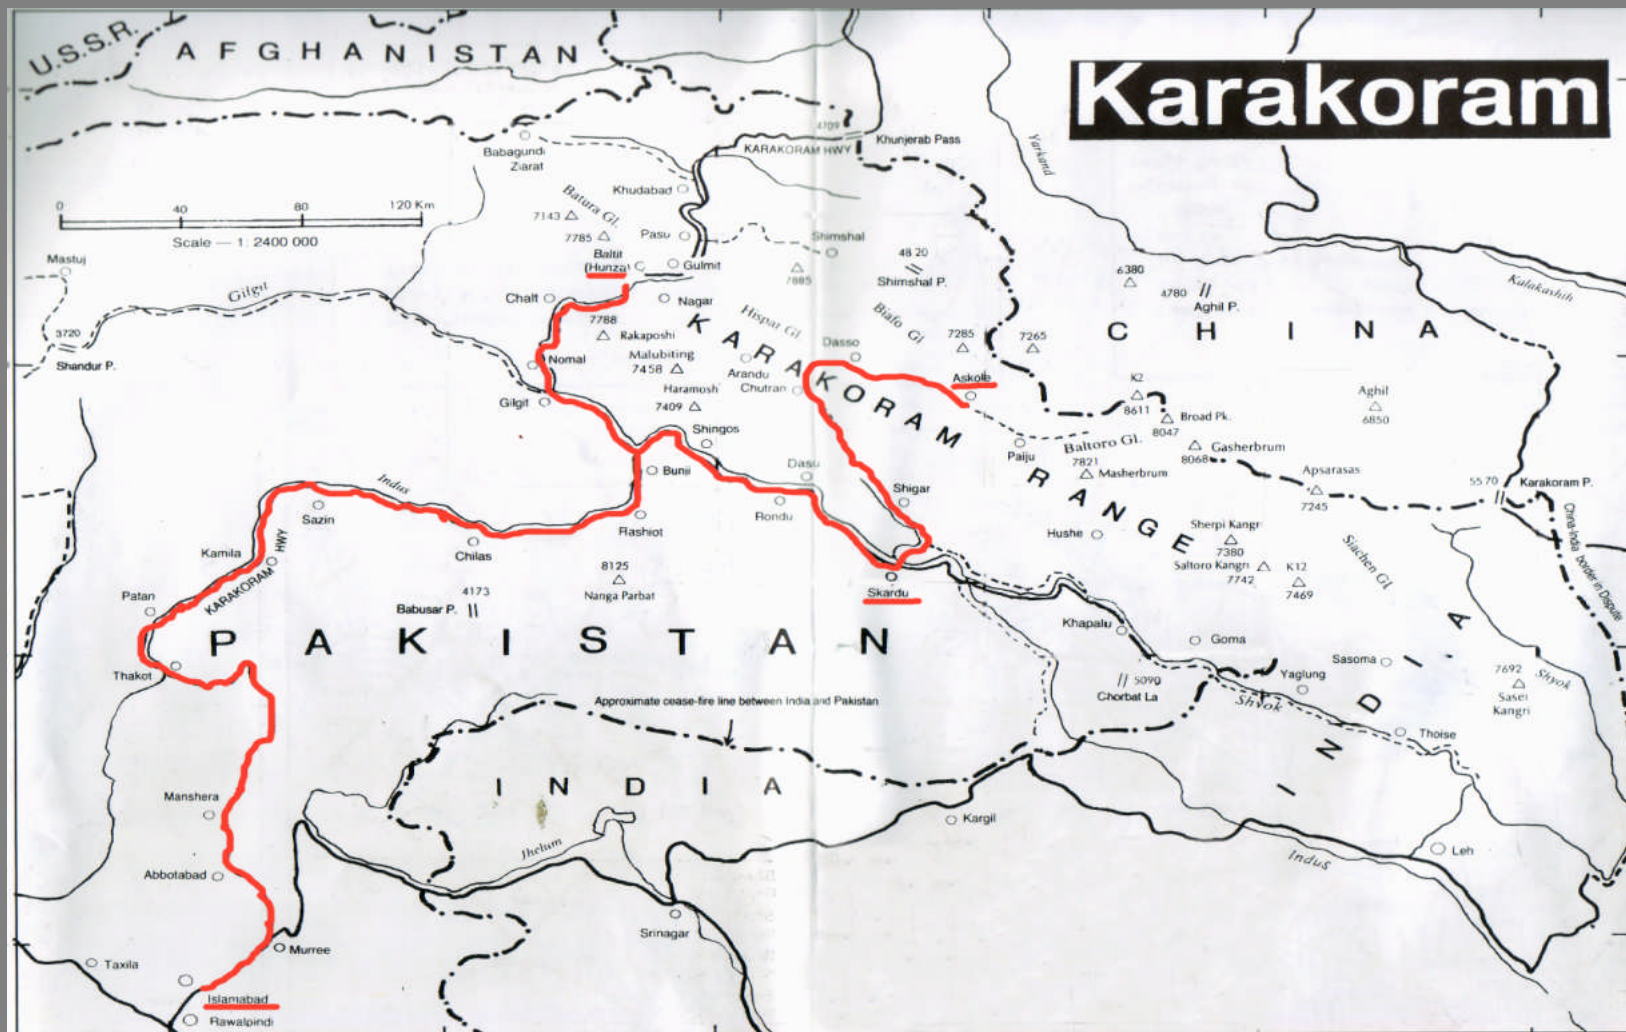 U.S.S.R.
AFGHANISTAN
Karakoram
Babagundi
Ziarat
4709
Khunjerab Pass
KARAKORAM HWY
Yarkand
Khudabad
0 40 80 120 Km
Scale — 1: 2400 000
Batura Gl.
7143
7785
Pasu
Shimshal
Baltit
(Hunza)
Gulmit
7885
48 20
Shimshal P.
6380
4780
Aghil P.
Kalakashih
Mastuj
Gilgit
Chalt
Nagar
3720
Shandur P.
7788
Rakaposhi
Hispar Gl
Biafo Gl
7285
7265
CHINA
Nomal
Malubiting
7458
Dasso
Arandu
Chutran
Askole
K2
8611
Broad Pk.
8047
Aghil
6850
Gilgit
Haramosh
7409
KARAKORAM RANGE
Shingos
Paiju
Baltoro Gl.
7821
Masherbrum
Gasherbrum
8068
Bunji
Dasu
Apsarasas
7245
55 70
Karakoram P.
Indus
Sazin
Rondu
Shigar
Rashiot
Chilas
Hushe
Sherpi Kangri
7380
Saltoro Kangri
7742
K12
7469
Siachen Gl
China-India border in Dispute
Kamila
KARAKORAM HWY
8125
Nanga Parbat
4173
Babusar P.
Skardu
Patan
PAKISTAN
Khapalu
Goma
Sasoma
INDIA
Thakot
5090
Chorbat La
Yaglung
Shyok
7692
Sasei
Kangri
Shyok
Approximate cease-fire line between India and Pakistan
Thoise
INDIA
Manshera
Kargil
Jhelum
Indus
Leh
Abbotabad
Srinagar
Murree
Taxila
Islamabad
Rawalpindi